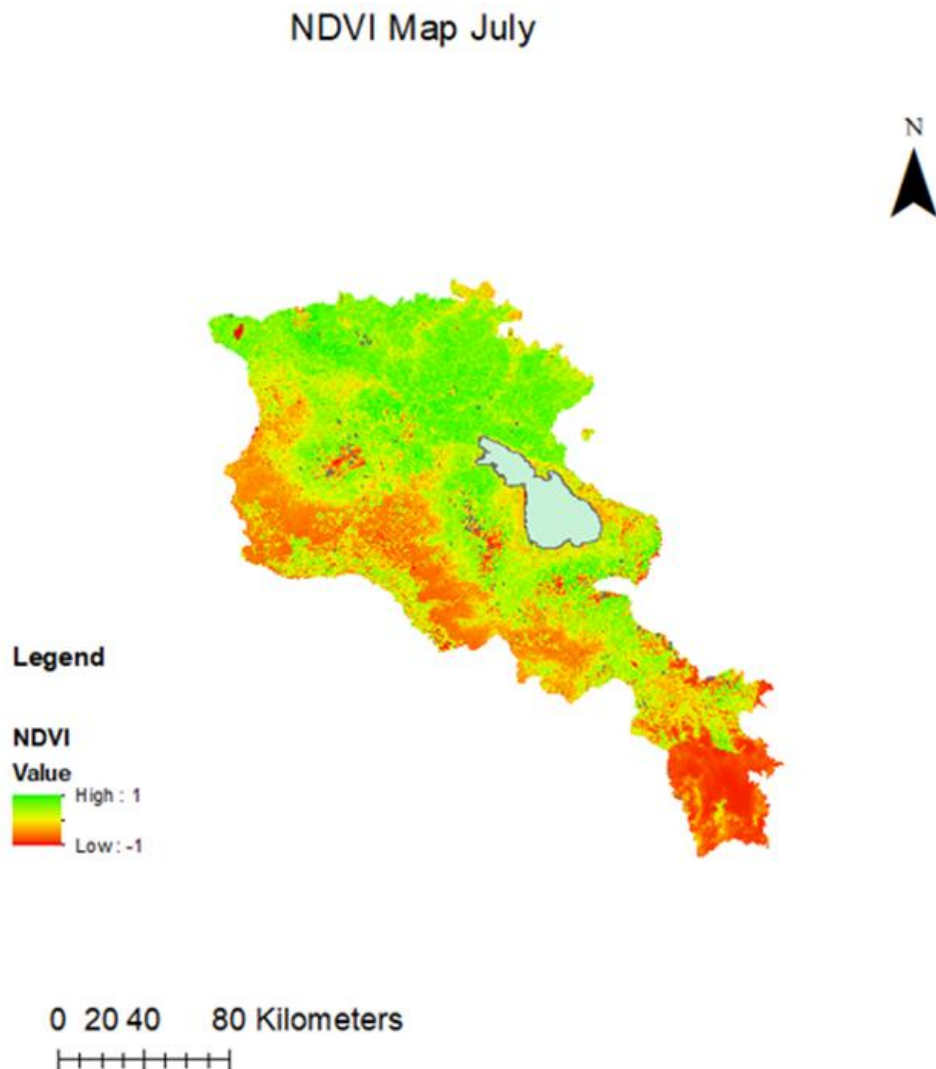 NDVI Map July
N
Legend
NDVI
Value
High : 1
Low : -1
0 20 40 80 Kilometers